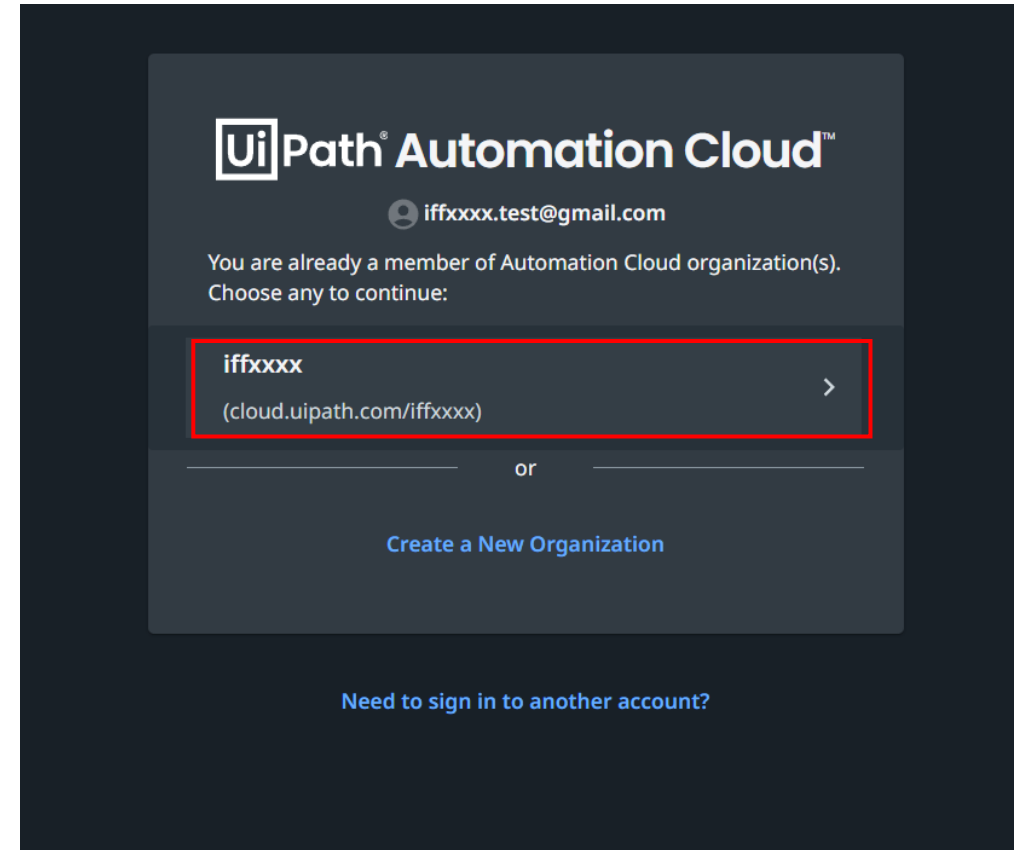 UiPath® Automation Cloud™
iffxxxx.test@gmail.com
You are already a member of Automation Cloud organization(s).
Choose any to continue:
iffxxxx
(cloud.uipath.com/iffxxxx)
or
Create a New Organization
Need to sign in to another account?